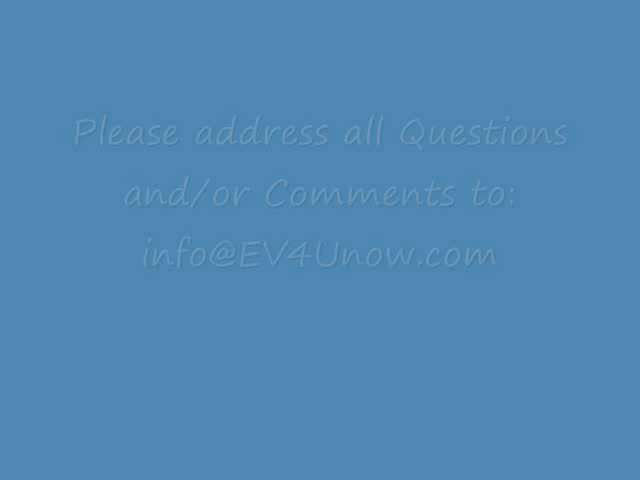 Please address all Questions
and/or Comments to:
info@EV4Unow.com